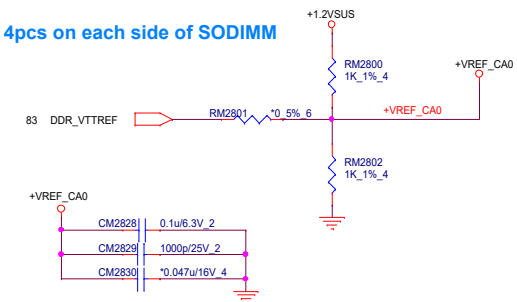 +1.2VSUS
4pcs on each side of SODIMM
RM2800
1K_1%_4
+VREF_CA0
83 DDR_VTTREF
RM2801
*0_5%_6
+VREF_CA0
RM2802
1K_1%_4
+VREF_CA0
CM2828 0.1u/6.3V_2
CM2829 1000p/25V_2
CM2830 *0.047u/16V_4